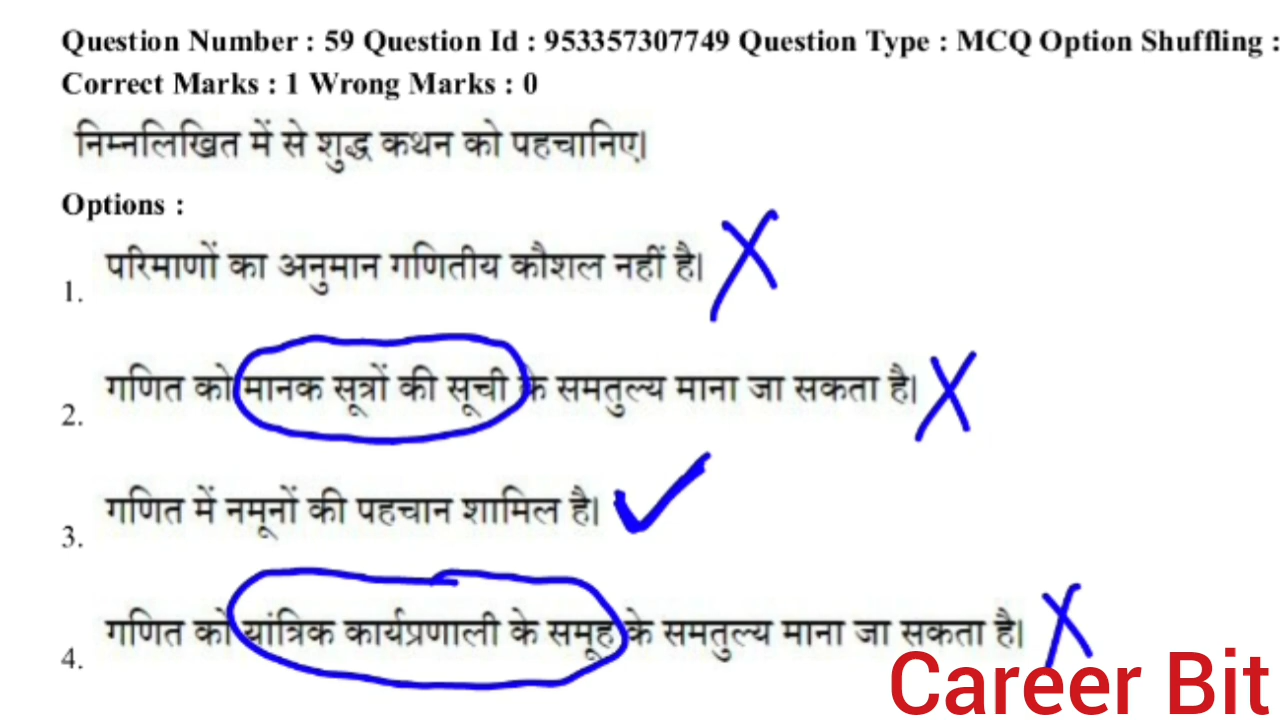 Question Number : 59 Question Id : 953357307749 Question Type : MCQ Option Shuffling :
Correct Marks : 1 Wrong Marks : 0
निम्नलिखित में से शुद्ध कथन को पहचानिए।
Options :
1. परिमाणों का अनुमान गणितीय कौशल नहीं है।
2. गणित को मानक सूत्रों की सूची के समतुल्य माना जा सकता है।
3. गणित में नमूनों की पहचान शामिल है।
4. गणित को यांत्रिक कार्यप्रणाली के समूह के समतुल्य माना जा सकता है।
Career Bit